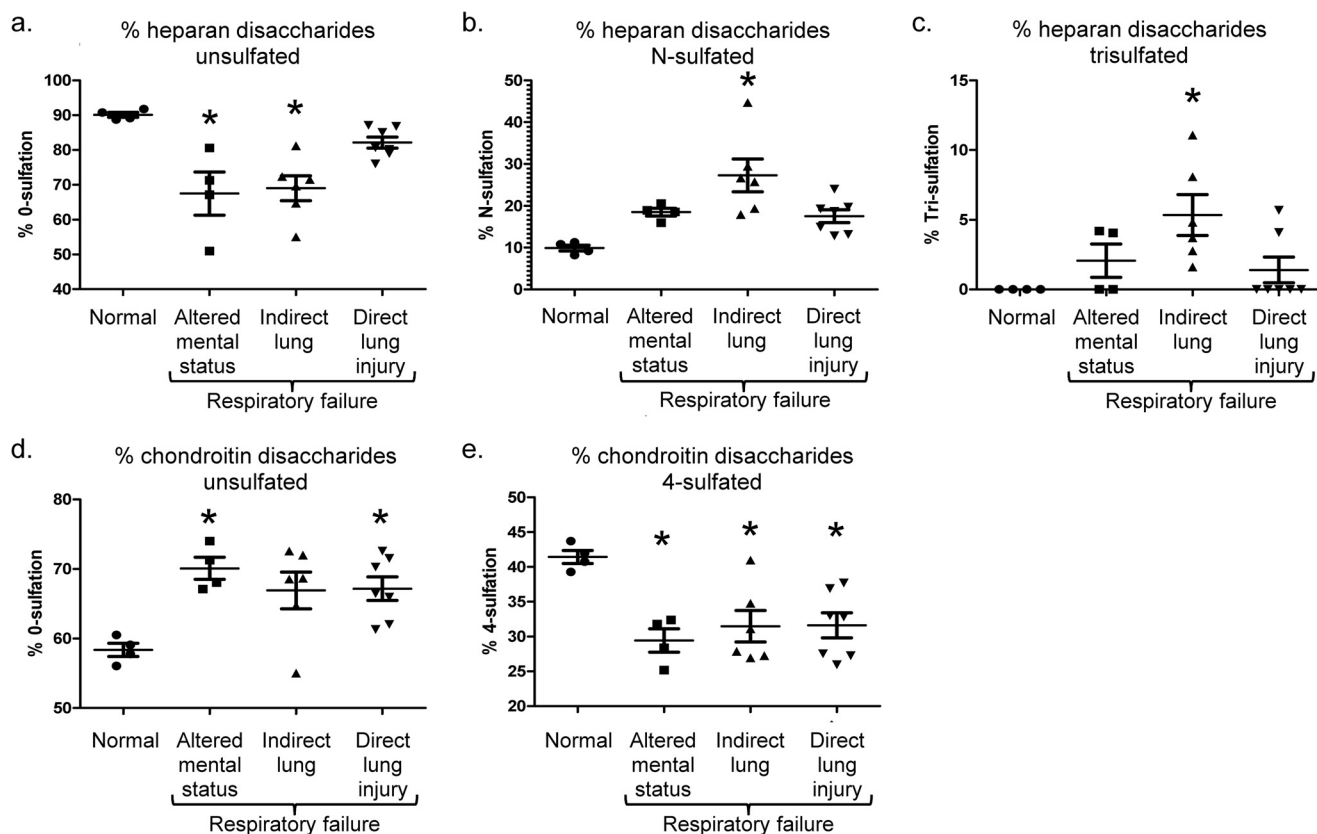 a.
% heparan disaccharides
unsulfated
% 0-sulfation
100
90
80
70
60
50
40
*
*
Normal
Altered
mental
status
Indirect
lung
Direct
lung
injury
Respiratory failure
b.
% heparan disaccharides
N-sulfated
% N-sulfation
50
40
30
20
10
0
*
Normal
Altered
mental
status
Indirect
lung
Direct
lung
injury
Respiratory failure
c.
% heparan disaccharides
trisulfated
% Tri-sulfation
15
10
5
0
*
Normal
Altered
mental
status
Indirect
lung
Direct
lung
injury
Respiratory failure
d.
% chondroitin disaccharides
unsulfated
% 0-sulfation
80
70
60
50
*
*
Normal
Altered
mental
status
Indirect
lung
Direct
lung
injury
Respiratory failure
e.
% chondroitin disaccharides
4-sulfated
% 4-sulfation
50
45
40
35
30
25
20
*
*
*
Normal
Altered
mental
status
Indirect
lung
Direct
lung
injury
Respiratory failure